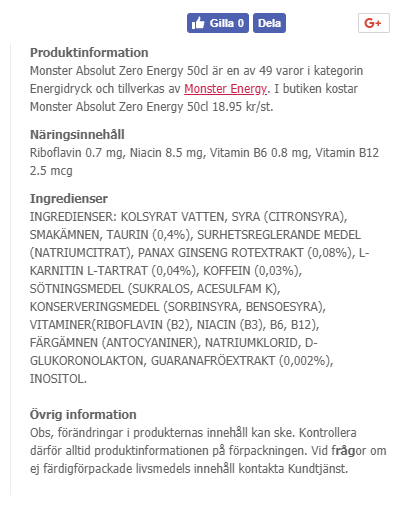 Gilla 0 Dela G+
Produktinformation
Monster Absolut Zero Energy 50cl är en av 49 varor i kategorin
Energidryck och tillverkas av Monster Energy. I butiken kostar
Monster Absolut Zero Energy 50cl 18.95 kr/st.
Näringsinnehåll
Riboflavin 0.7 mg, Niacin 8.5 mg, Vitamin B6 0.8 mg, Vitamin B12
2.5 mcg
Ingredienser
INGREDIENSER: KOLSYRAT VATTEN, SYRA (CITRONSYRA),
SMAKÄMNEN, TAURIN (0,4%), SURHETSREGLERANDE MEDEL
(NATRIUMCITRAT), PANAX GINSENG ROTEXTRAKT (0,08%), L-
KARNITIN L-TARTRAT (0,04%), KOFFEIN (0,03%),
SÖTNINGSMEDEL (SUKRALOS, ACESULFAM K),
KONSERVERINGSMEDEL (SORBINSYRA, BENSOESYRA),
VITAMINER(RIBOFLAVIN (B2), NIACIN (B3), B6, B12),
FÄRGÄMNEN (ANTOCYANINER), NATRIUMKLORID, D-
GLUKORONOLAKTON, GUARANAFRÖEXTRAKT (0,002%),
INOSITOL.
Övrig information
Obs, förändringar i produkternas innehåll kan ske. Kontrollera
därför alltid produktinformationen på förpackningen. Vid frågor om
ej färdigförpackade livsmedels innehåll kontakta Kundtjänst.